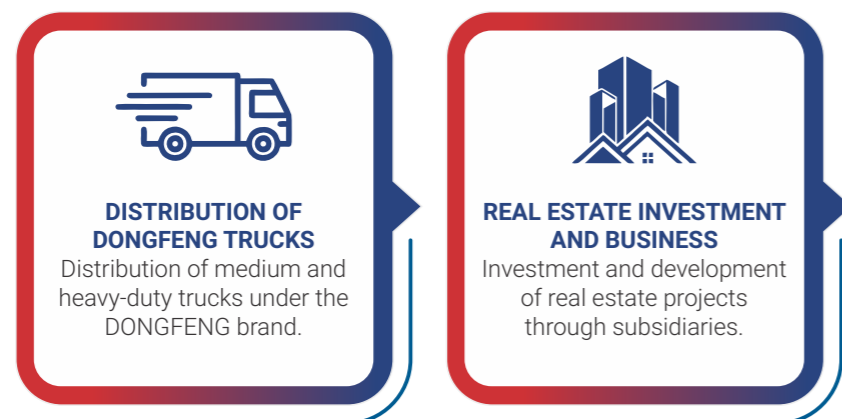 DISTRIBUTION OF
DONGFENG TRUCKS
Distribution of medium and
heavy-duty trucks under the
DONGFENG brand.
REAL ESTATE INVESTMENT
AND BUSINESS
Investment and development
of real estate projects
through subsidiaries.